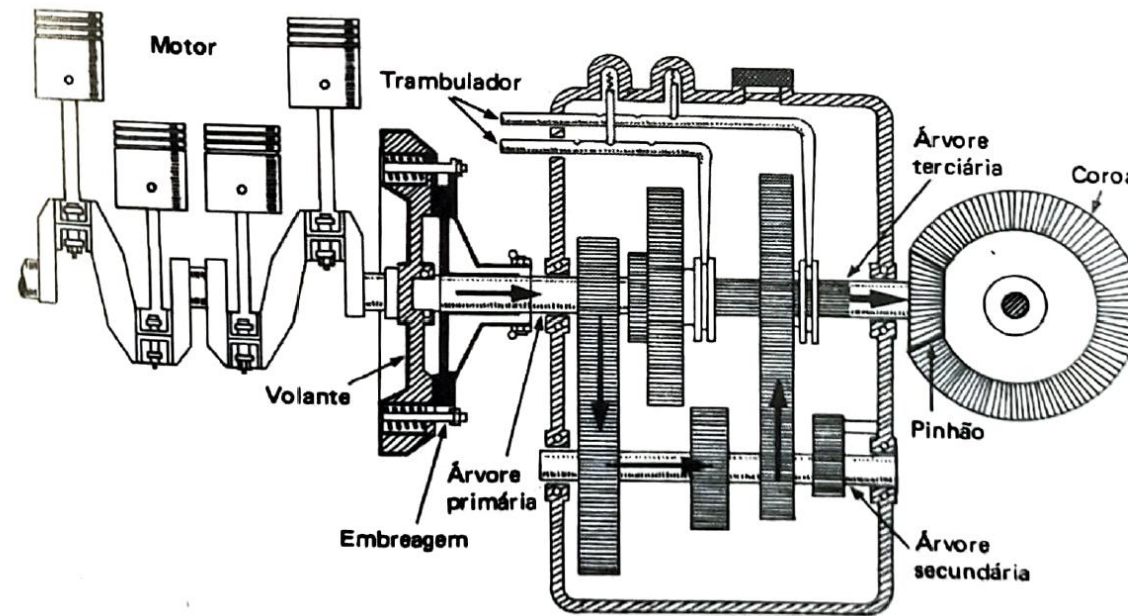 Motor
Trambulador
Árvore
terciária
Coroa
Volante
Árvore
primária
Embreagem
Pinhão
Árvore
secundária